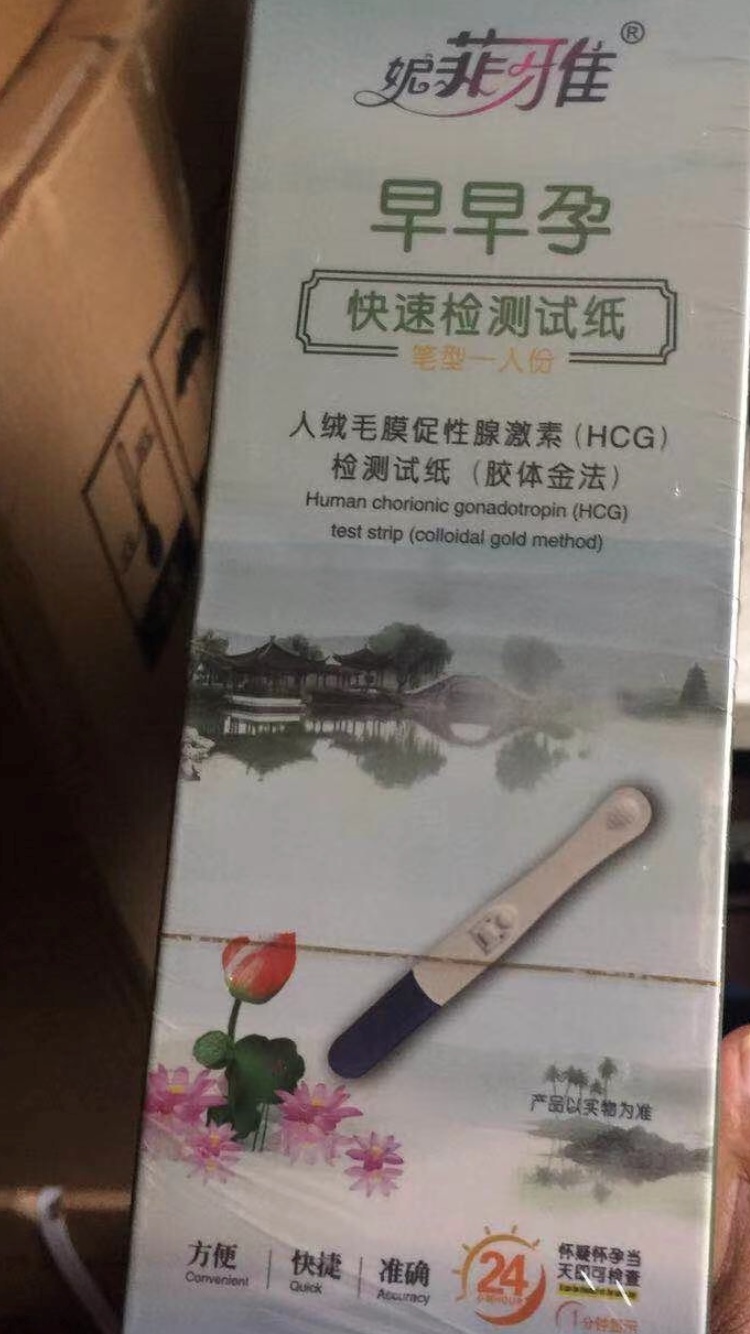 妮菲雅®
早早孕
快速检测试纸
笔型一人份
人绒毛膜促性腺激素(HCG)
检测试纸(胶体金法)
Human chorionic gonadotropin (HCG)
test strip (colloidal gold method)
产品以实物为准
方便
Convenient
快捷
Quick
准确
Accuracy
24
怀疑怀孕当
天即可检查
1分钟